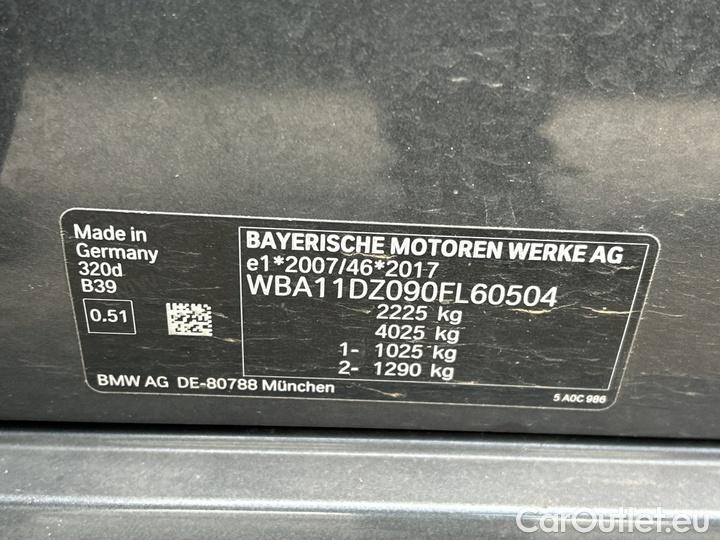 Made in
Germany
320d
B39
0.51
BAYERISCHE MOTOREN WERKE AG
e1*2007/46*2017
WBA11DZ090FL60504
2225 kg
4025 kg
1- 1025 kg
2- 1290 kg
BMW AG DE-80788 München
5 A0C 986
CarOutlet.eu